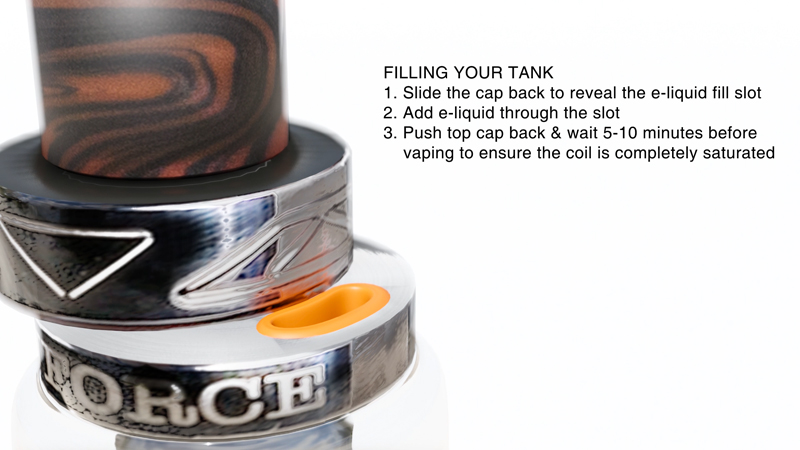 FILLING YOUR TANK
1. Slide the cap back to reveal the e-liquid fill slot
2. Add e-liquid through the slot
3. Push top cap back & wait 5-10 minutes before
vaping to ensure the coil is completely saturated
FORCE